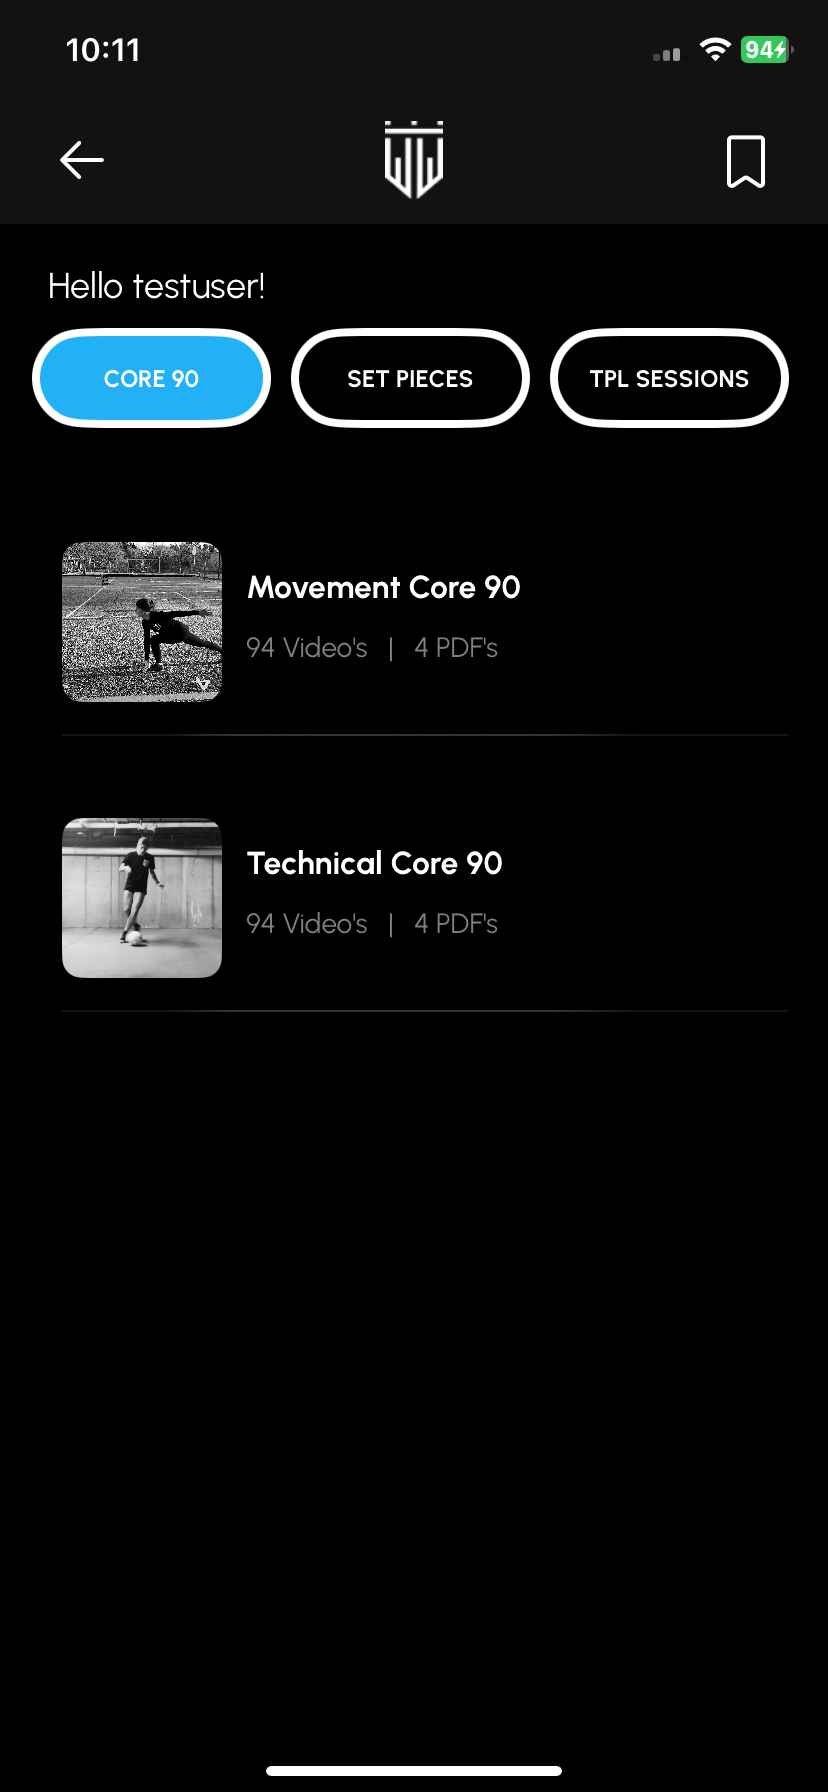 10:11
94
Hello testuser!
CORE 90
SET PIECES
TPL SESSIONS
Movement Core 90
94 Video's | 4 PDF's
Technical Core 90
94 Video's | 4 PDF's